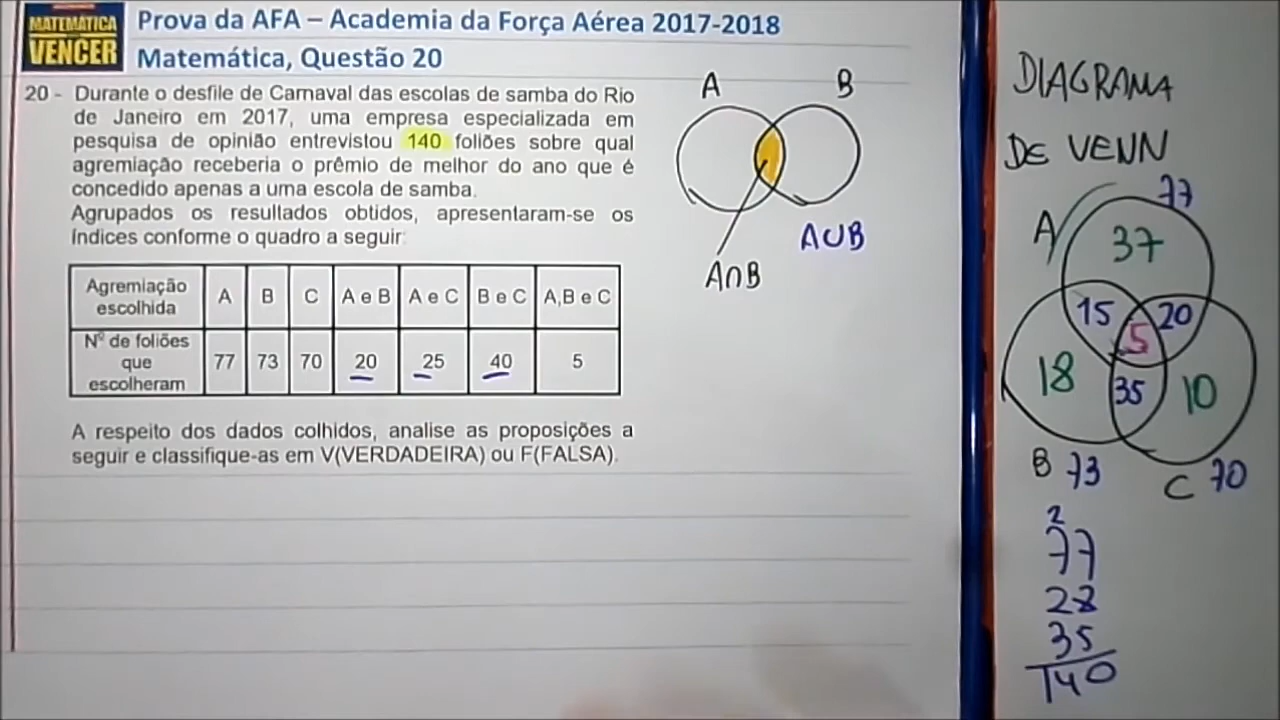 MATEMÁTICA
VENCER
Prova da AFA – Academia da Força Aérea 2017-2018
Matemática, Questão 20
20 - Durante o desfile de Carnaval das escolas de samba do Rio
de Janeiro em 2017, uma empresa especializada em
pesquisa de opinião entrevistou 140 foliões sobre qual
agremiação receberia o prêmio de melhor do ano que é
concedido apenas a uma escola de samba.
Agrupados os resultados obtidos, apresentaram-se os
índices conforme o quadro a seguir:
Agremiação escolhida A B C A e B A e C B e C A,B e C
Nº de foliões que escolheram 77 73 70 20 25 40 5
A respeito dos dados colhidos, analise as proposições a
seguir e classifique-as em V(VERDADEIRA) ou F(FALSA).
A B
A∪B
A∩B
DIAGRAMA
DE VENN
77
A 37
15 5 20
18 35 10
B 73 C 70
2
77
28
35
140